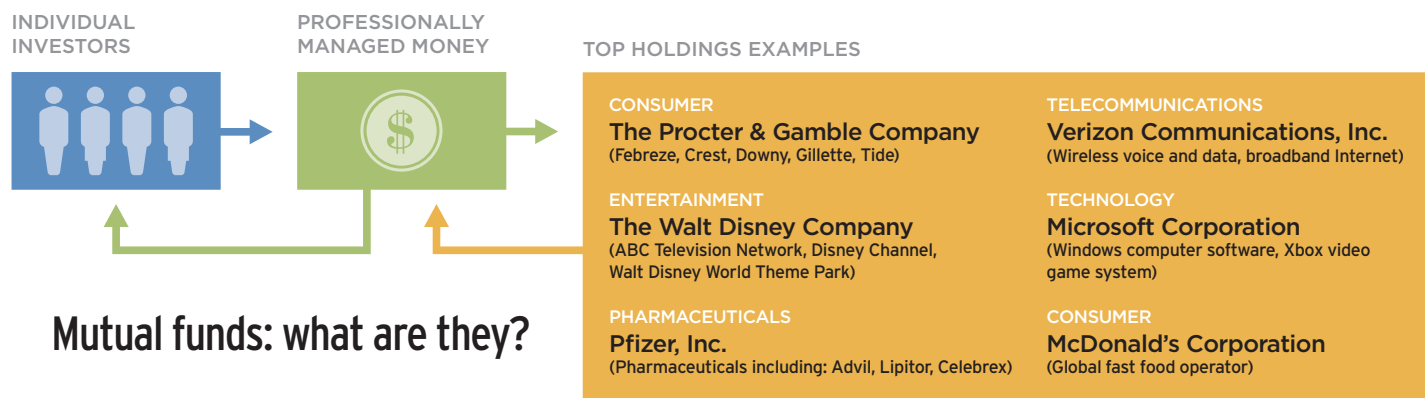 INDIVIDUAL
INVESTORS
PROFESSIONALLY
MANAGED MONEY
$
TOP HOLDINGS EXAMPLES
CONSUMER
The Procter & Gamble Company
(Febreze, Crest, Downy, Gillette, Tide)
ENTERTAINMENT
The Walt Disney Company
(ABC Television Network, Disney Channel,
Walt Disney World Theme Park)
PHARMACEUTICALS
Pfizer, Inc.
(Pharmaceuticals including: Advil, Lipitor, Celebrex)
TELECOMMUNICATIONS
Verizon Communications, Inc.
(Wireless voice and data, broadband Internet)
TECHNOLOGY
Microsoft Corporation
(Windows computer software, Xbox video
game system)
CONSUMER
McDonald's Corporation
(Global fast food operator)
Mutual funds: what are they?